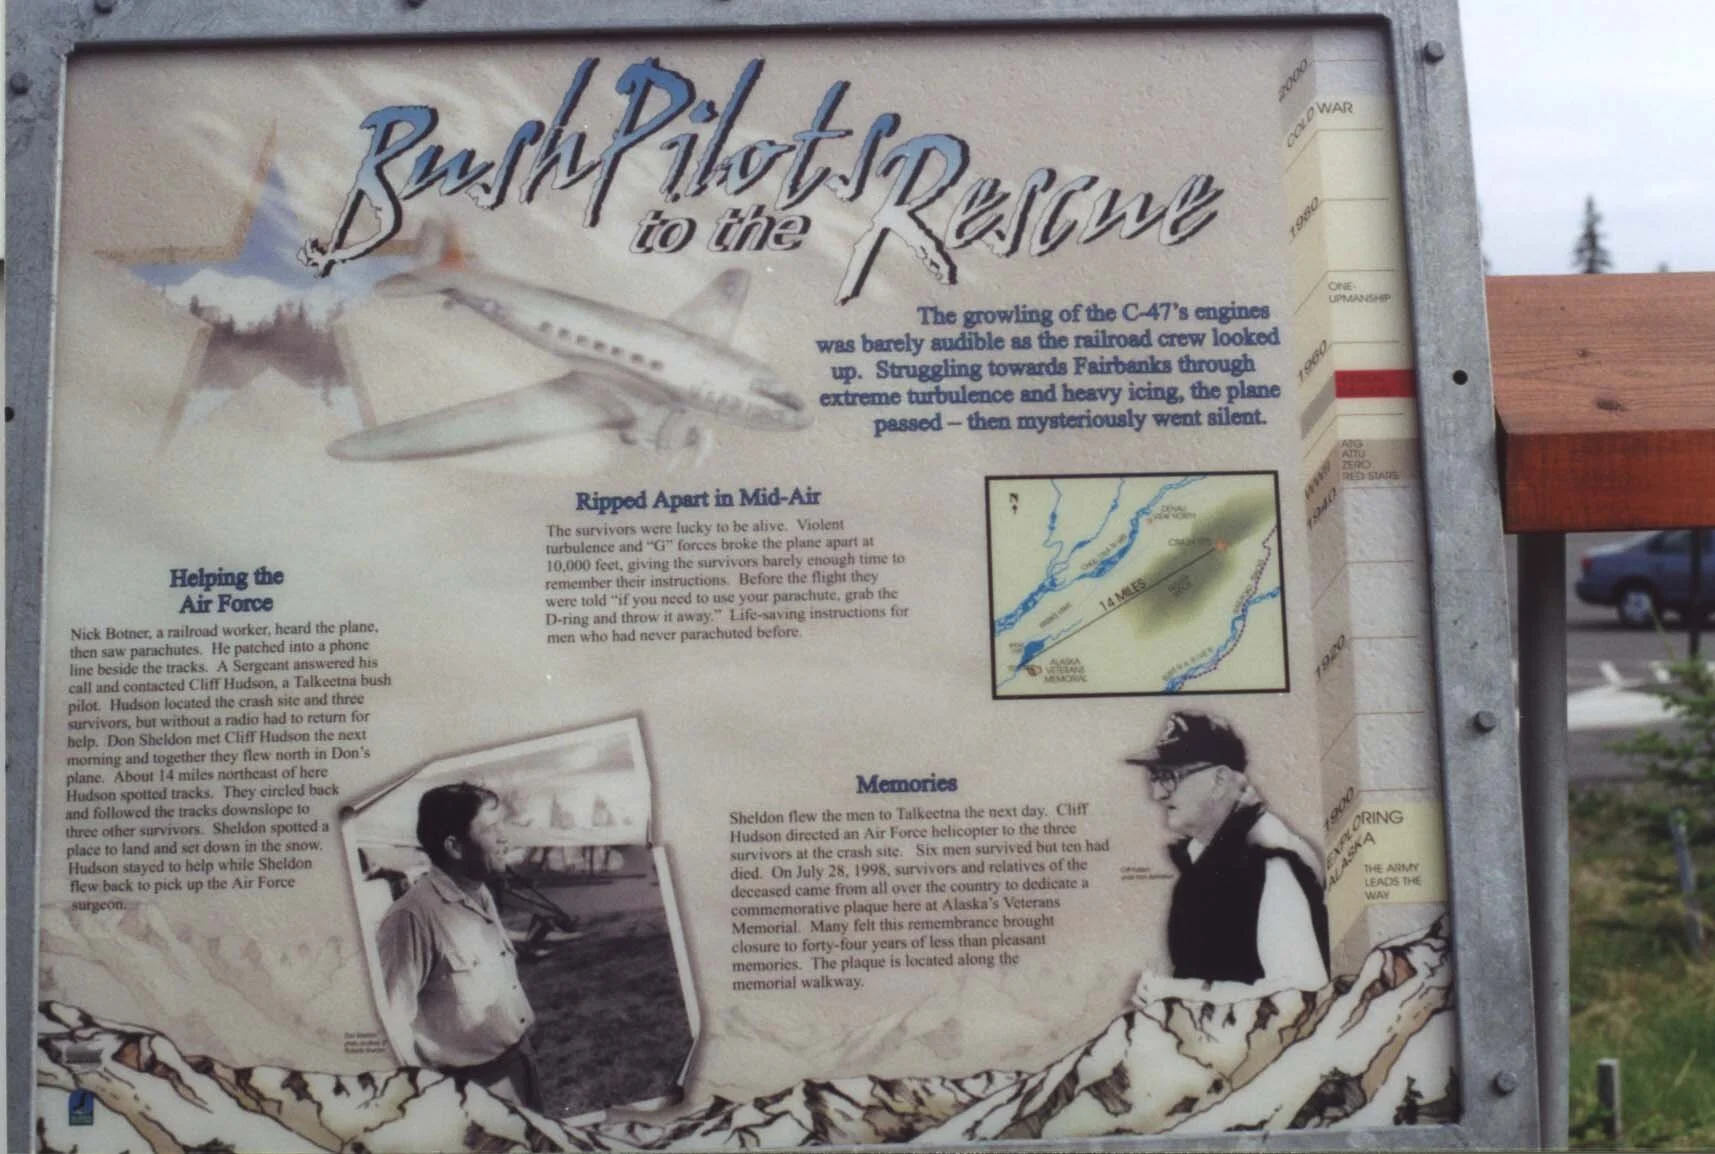 Bush Pilots
to the Rescue
The growling of the C-47's engines
was barely audible as the railroad crew looked
up. Struggling towards Fairbanks through
extreme turbulence and heavy icing, the plane
passed – then mysteriously went silent.
Ripped Apart in Mid-Air
The survivors were lucky to be alive. Violent
turbulence and "G" forces broke the plane apart at
10,000 feet, giving the survivors barely enough time to
remember their instructions. Before the flight they
were told "if you need to use your parachute, grab the
D-ring and throw it away." Life-saving instructions for
men who had never parachuted before.
Helping the
Air Force
Nick Botner, a railroad worker, heard the plane,
then saw parachutes. He patched into a phone
line beside the tracks. A Sergeant answered his
call and contacted Cliff Hudson, a Talkeetna bush
pilot. Hudson located the crash site and three
survivors, but without a radio had to return for
help. Don Sheldon met Cliff Hudson the next
morning and together they flew north in Don's
plane. About 14 miles northeast of here
Hudson spotted tracks. They circled back
and followed the tracks downslope to
three other survivors. Sheldon spotted a
place to land and set down in the snow.
Hudson stayed to help while Sheldon
flew back to pick up the Air Force
surgeon.
N
CRASH SITE
14 MILES
ALASKA
VETERANS
MEMORIAL
Memories
Sheldon flew the men to Talkeetna the next day. Cliff
Hudson directed an Air Force helicopter to the three
survivors at the crash site. Six men survived but ten had
died. On July 28, 1998, survivors and relatives of the
deceased came from all over the country to dedicate a
commemorative plaque here at Alaska's Veterans
Memorial. Many felt this remembrance brought
closure to forty-four years of less than pleasant
memories. The plaque is located along the
memorial walkway.
2000
COLD WAR
1980
ONE-
UPMANSHIP
1960
ATG
ATTU
ZERO
RED STARS
WWII
1940
1920
1900
EXPLORING
ALASKA
THE ARMY
LEADS THE
WAY